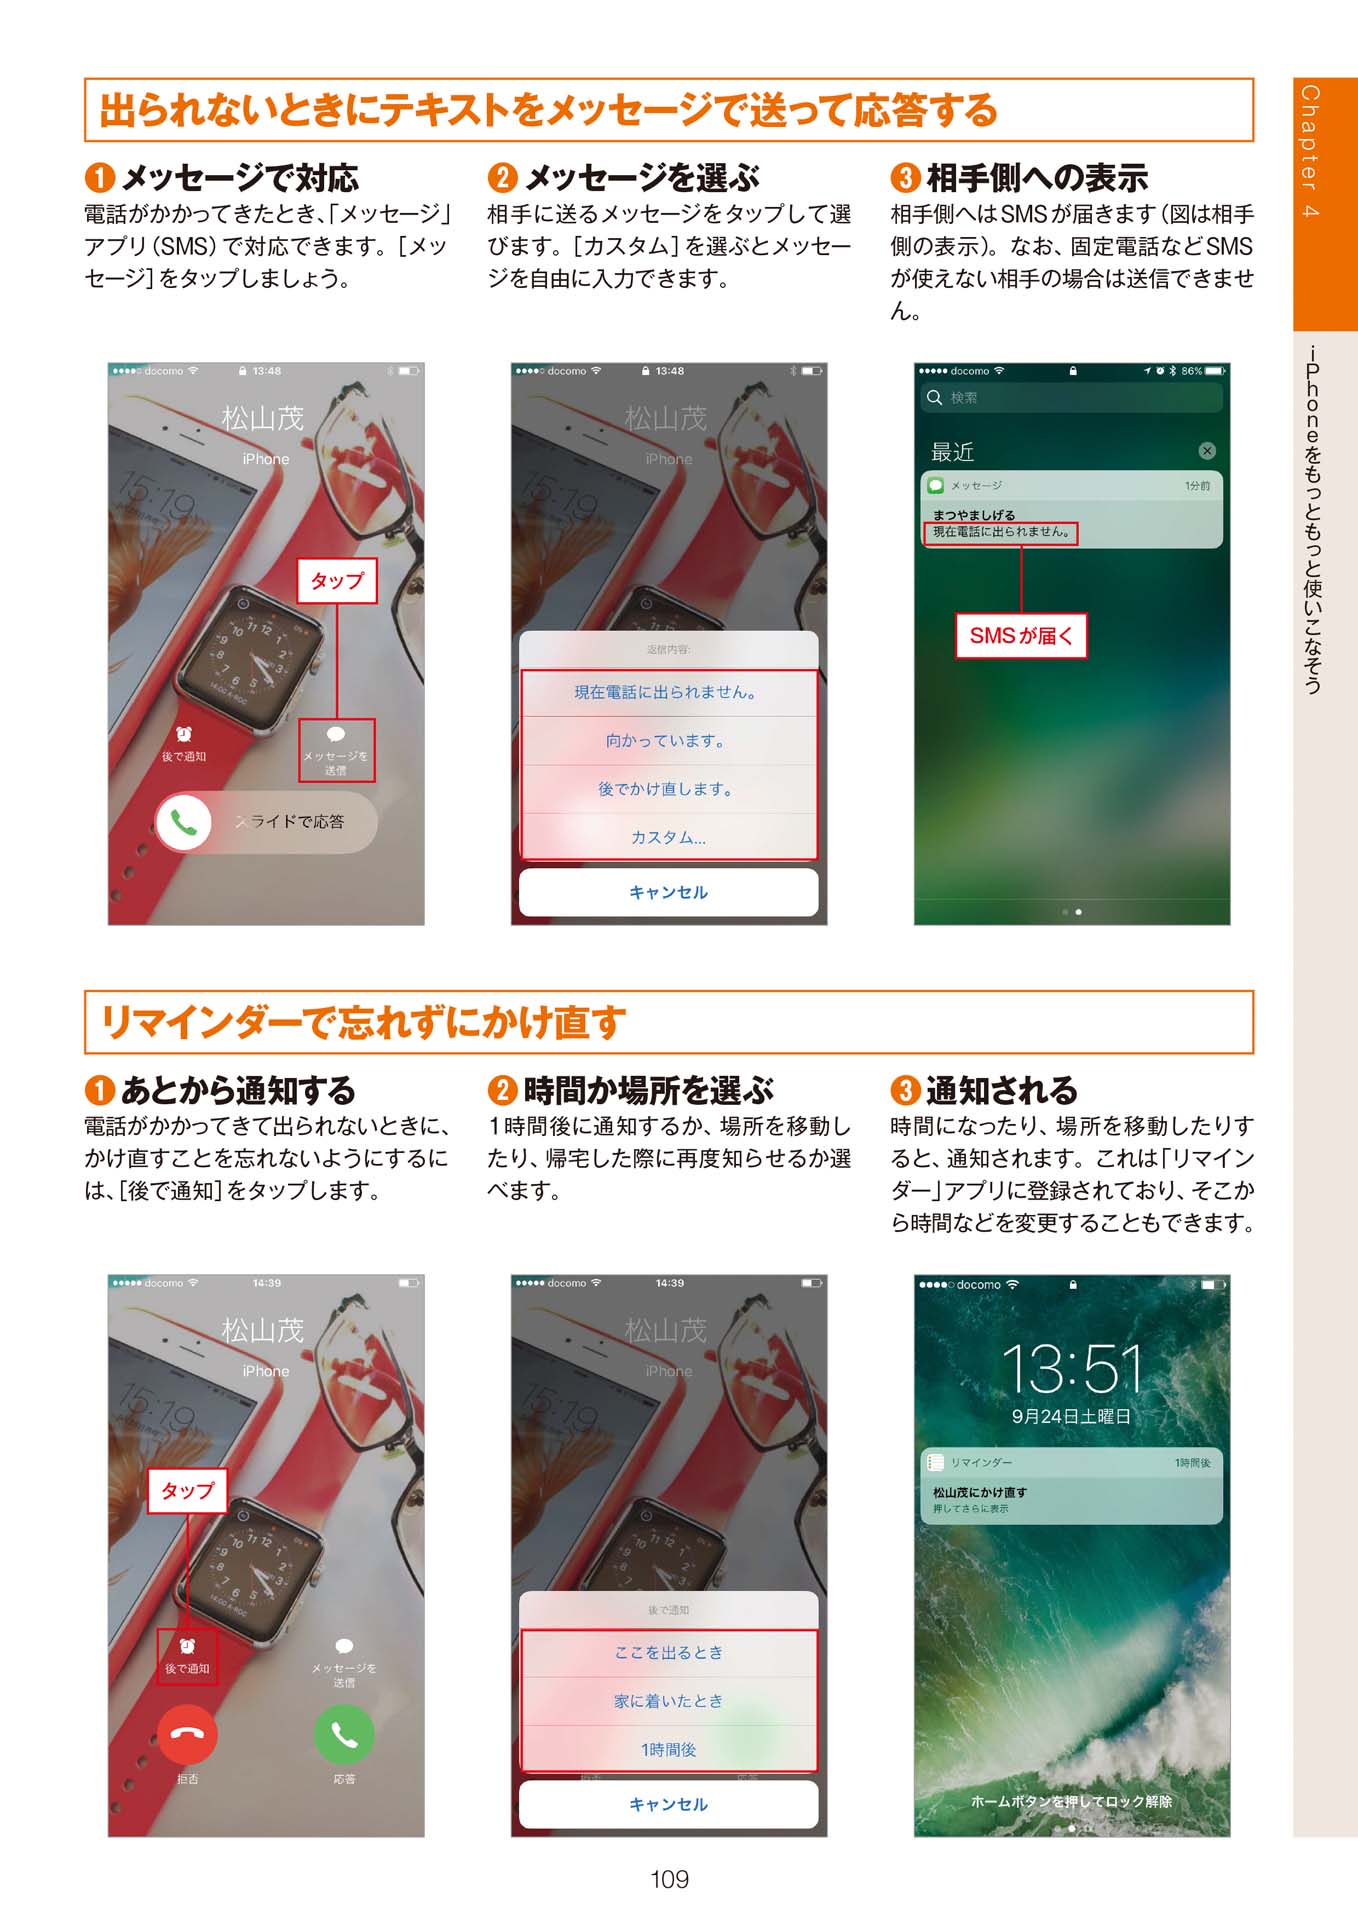 Chapter 4
iPhoneをもっともっと使いこなそう
出られないときにテキストをメッセージで送って応答する
❶メッセージで対応
電話がかかってきたとき、「メッセージ」
アプリ(SMS)で対応できます。[メッ
セージ]をタップしましょう。
❷メッセージを選ぶ
相手に送るメッセージをタップして選
びます。[カスタム]を選ぶとメッセー
ジを自由に入力できます。
❸相手側への表示
相手側へはSMSが届きます(図は相手
側の表示)。なお、固定電話などSMS
が使えない相手の場合は送信できませ
ん。
docomo 13:48
松山茂
iPhone
15:19
タップ
後で通知
メッセージを
送信
スライドで応答
docomo 13:48
松山茂
iPhone
15:19
返信内容:
現在電話に出られません。
向かっています。
後でかけ直します。
カスタム...
キャンセル
docomo 86%
検索
最近
メッセージ 1分前
まつやましげる
現在電話に出られません。
SMSが届く
リマインダーで忘れずにかけ直す
❶あとから通知する
電話がかかってきて出られないときに、
かけ直すことを忘れないようにするに
は、[後で通知]をタップします。
❷時間か場所を選ぶ
1時間後に通知するか、場所を移動し
たり、帰宅した際に再度知らせるか選
べます。
❸通知される
時間になったり、場所を移動したりす
ると、通知されます。これは「リマイン
ダー」アプリに登録されており、そこか
ら時間などを変更することもできます。
docomo 14:39
松山茂
iPhone
15:19
タップ
後で通知
メッセージを
送信
拒否
応答
docomo 14:39
松山茂
iPhone
15:19
後で通知
ここを出るとき
家に着いたとき
1時間後
拒否
応答
キャンセル
docomo
13:51
9月24日土曜日
リマインダー 1時間後
松山茂にかけ直す
押してさらに表示
ホームボタンを押してロック解除
109